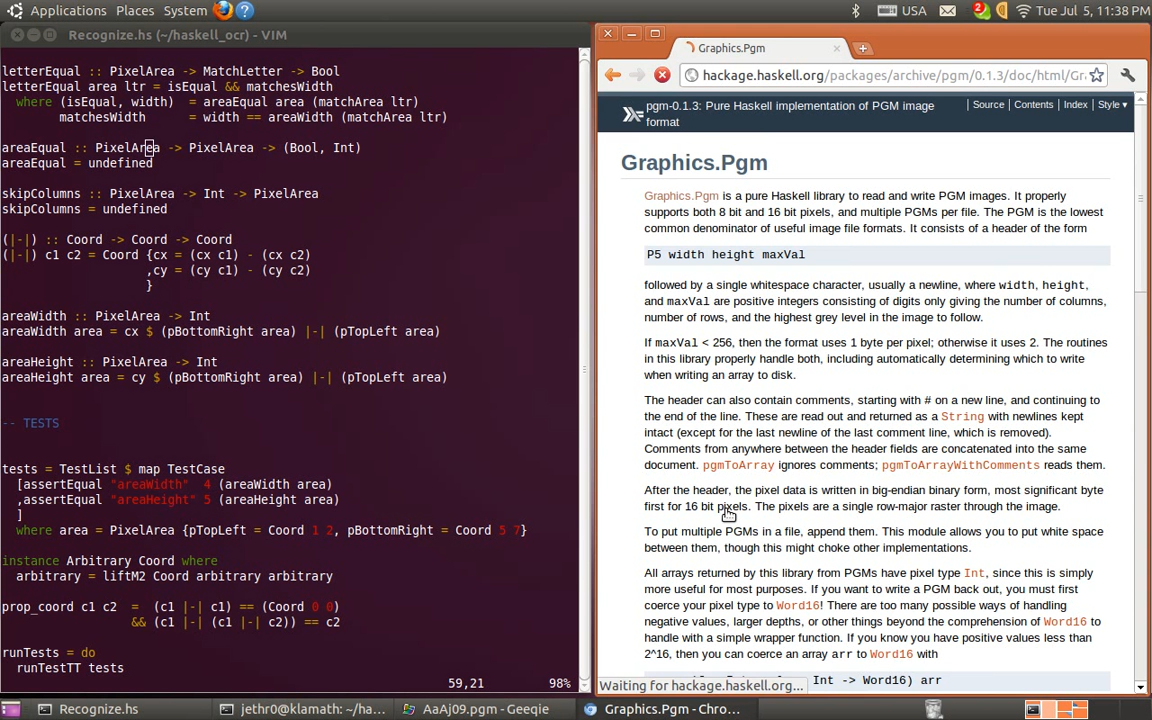 Applications Places System ? USA 2 Tue Jul 5, 11:38 PM
Recognize.hs (~/haskell_ocr) - VIM
letterEqual :: PixelArea -> MatchLetter -> Bool
letterEqual area ltr = isEqual && matchesWidth
  where (isEqual, width)  = areaEqual area (matchArea ltr)
        matchesWidth      = width == areaWidth (matchArea ltr)
areaEqual :: PixelArea -> PixelArea -> (Bool, Int)
areaEqual = undefined
skipColumns :: PixelArea -> Int -> PixelArea
skipColumns = undefined
(|-|) :: Coord -> Coord -> Coord
(|-|) c1 c2 = Coord {cx = (cx c1) - (cx c2)
                    ,cy = (cy c1) - (cy c2)
                    }
areaWidth :: PixelArea -> Int
areaWidth area = cx $ (pBottomRight area) |-| (pTopLeft area)
areaHeight :: PixelArea -> Int
areaHeight area = cy $ (pBottomRight area) |-| (pTopLeft area)
-- TESTS
tests = TestList $ map TestCase
  [assertEqual "areaWidth"  4 (areaWidth area)
  ,assertEqual "areaHeight" 5 (areaHeight area)
  ]
  where area = PixelArea {pTopLeft = Coord 1 2, pBottomRight = Coord 5 7}
instance Arbitrary Coord where
  arbitrary = liftM2 Coord arbitrary arbitrary
prop_coord c1 c2  =  (c1 |-| c1) == (Coord 0 0)
                  && (c1 |-| (c1 |-| c2)) == c2
runTests = do
  runTestTT tests
59,21 98%
Graphics.Pgm
hackage.haskell.org/packages/archive/pgm/0.1.3/doc/html/Gr
pgm-0.1.3: Pure Haskell implementation of PGM image
format
Source | Contents | Index | Style ▾
Graphics.Pgm
Graphics.Pgm is a pure Haskell library to read and write PGM images. It properly
supports both 8 bit and 16 bit pixels, and multiple PGMs per file. The PGM is the lowest
common denominator of useful image file formats. It consists of a header of the form
P5 width height maxVal
followed by a single whitespace character, usually a newline, where width, height,
and maxVal are positive integers consisting of digits only giving the number of columns,
number of rows, and the highest grey level in the image to follow.
If maxVal < 256, then the format uses 1 byte per pixel; otherwise it uses 2. The routines
in this library properly handle both, including automatically determining which to write
when writing an array to disk.
The header can also contain comments, starting with # on a new line, and continuing to
the end of the line. These are read out and returned as a String with newlines kept
intact (except for the last newline of the last comment line, which is removed).
Comments from anywhere between the header fields are concatenated into the same
document. pgmToArray ignores comments; pgmToArrayWithComments reads them.
After the header, the pixel data is written in big-endian binary form, most significant byte
first for 16 bit pixels. The pixels are a single row-major raster through the image.
To put multiple PGMs in a file, append them. This module allows you to put white space
between them, though this might choke other implementations.
All arrays returned by this library from PGMs have pixel type Int, since this is simply
more useful for most purposes. If you want to write a PGM back out, you must first
coerce your pixel type to Word16! There are too many possible ways of handling
negative values, larger depths, or other things beyond the comprehension of Word16 to
handle with a simple wrapper function. If you know you have positive values less than
2^16, then you can coerce an array arr to Word16 with
Int -> Word16) arr
Waiting for hackage.haskell.org...
Recognize.hs jethr0@klamath: ~/ha... AaAj09.pgm - Geeqie Graphics.Pgm - Chro...